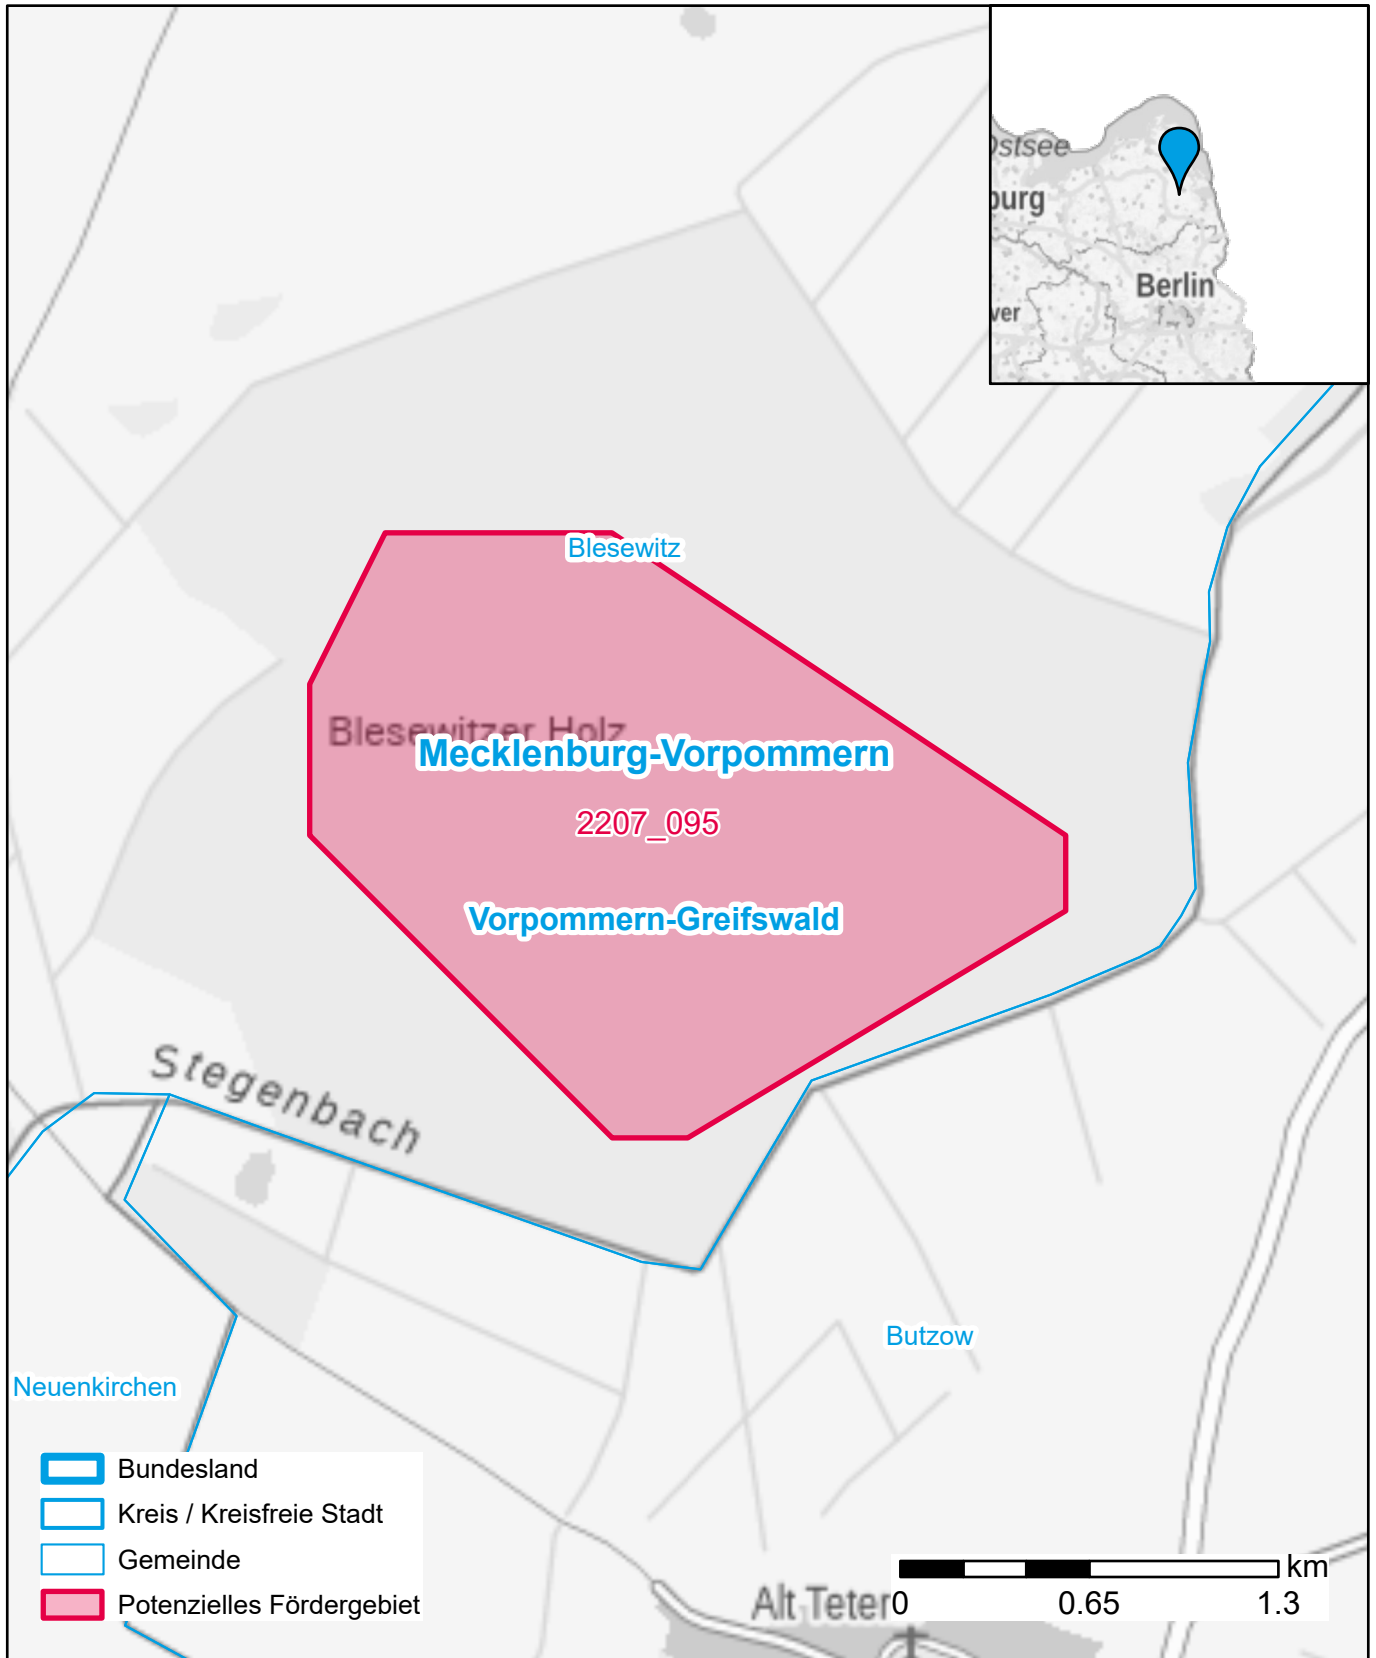 Ostsee
burg
Berlin
ver
Blesewitz
Blesewitzer Holz
Mecklenburg-Vorpommern
2207_095
Vorpommern-Greifswald
Stegenbach
Butzow
Neuenkirchen
Bundesland
Kreis / Kreisfreie Stadt
Gemeinde
Potenzielles Fördergebiet
km
0 0.65 1.3
Alt Teter